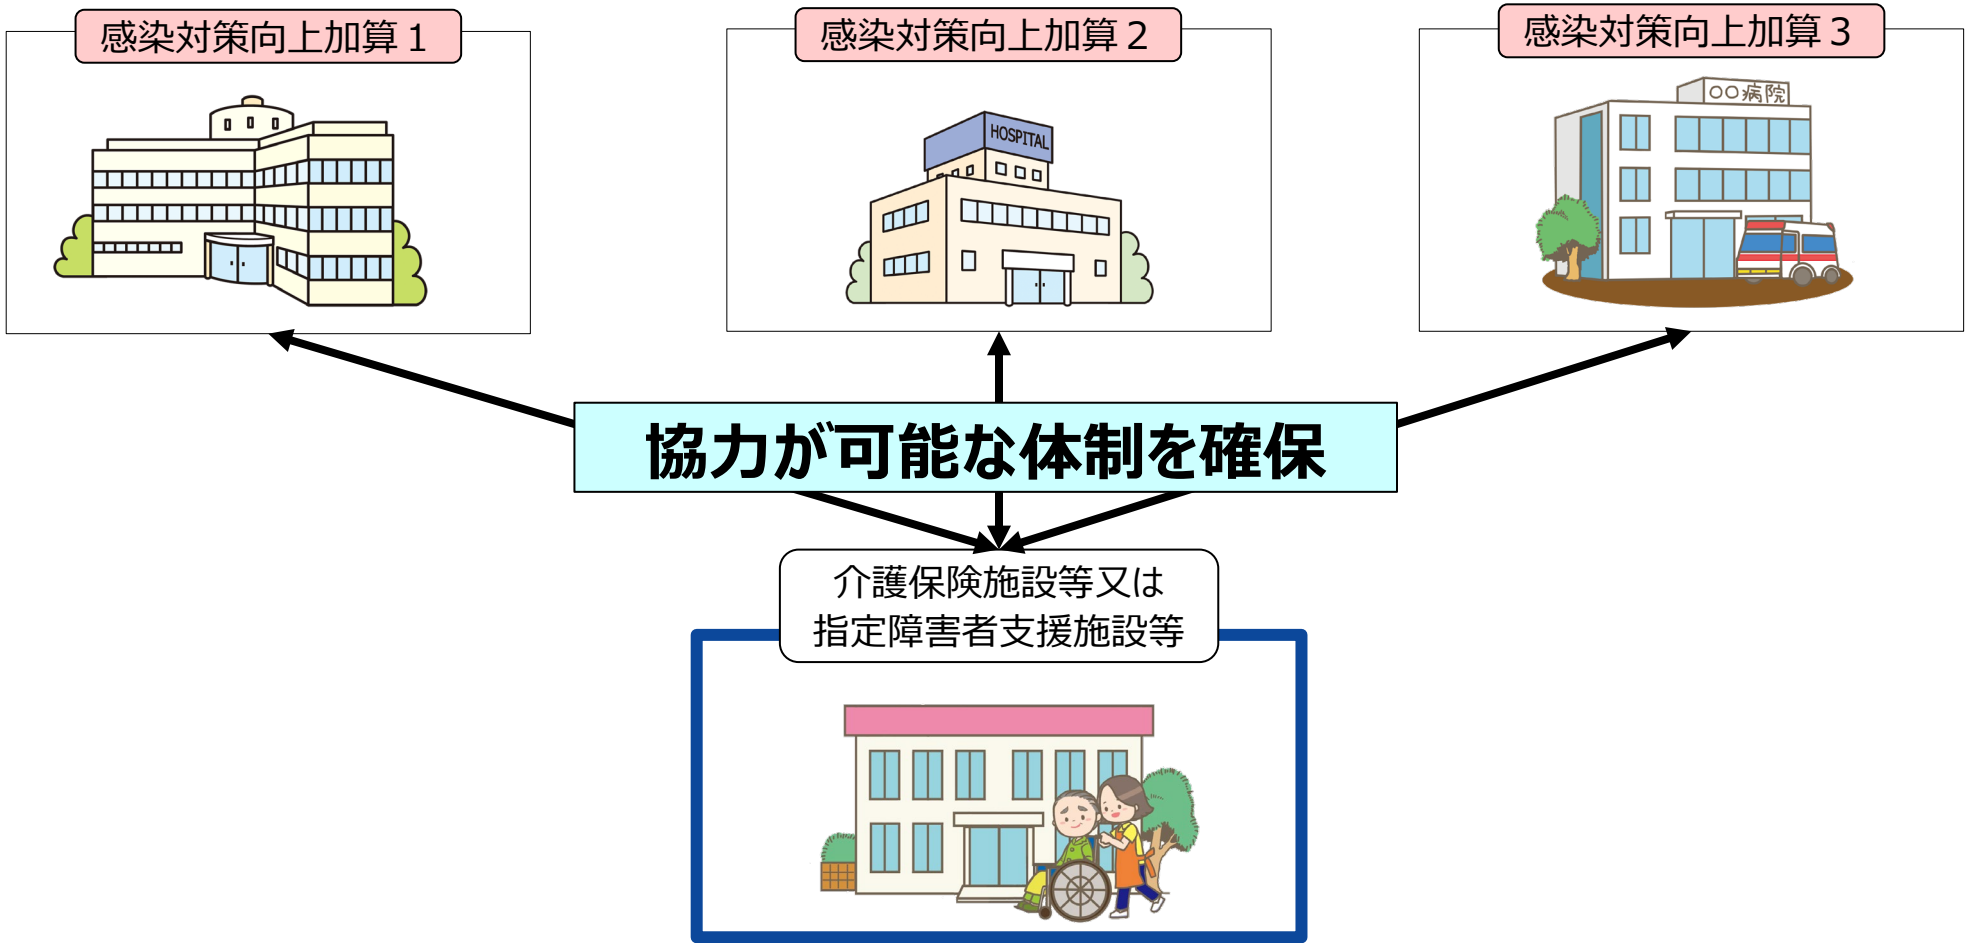 感染対策向上加算１
感染対策向上加算２
感染対策向上加算３
HOSPITAL
○○病院
協力が可能な体制を確保
介護保険施設等又は
指定障害者支援施設等